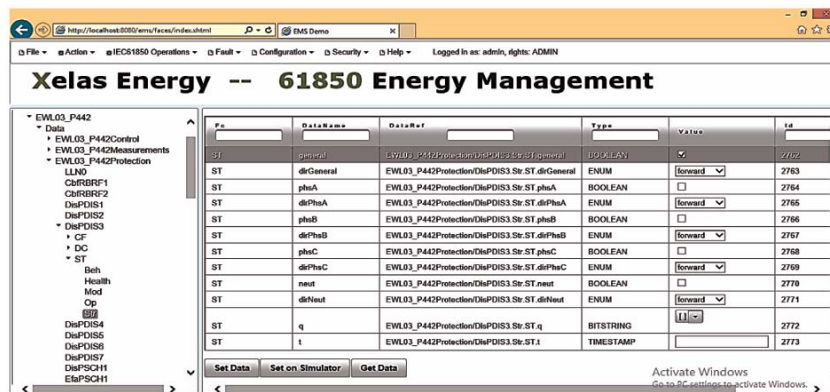 http://localhost:8080/ems/faces/index.xhtml
EMS Demo
File Action IEC61850 Operations Fault Configuration Security Help Logged in as: admin, rights: ADMIN
Xelas Energy -- 61850 Energy Management
EWL03_P442
Data
EWL03_P442Control
EWL03_P442Measurements
EWL03_P442Protection
LLN0
CbfRBRF1
CbfRBRF2
DisPDIS1
DisPDIS2
DisPDIS3
CF
DC
ST
Beh
Health
Mod
Op
Str
DisPDIS4
DisPDIS5
DisPDIS6
DisPDIS7
DisPSCH1
EfaPSCH1
Fc DataName DataRef Type Value Id
ST general EWL03_P442Protection/DisPDIS3.Str.ST.general BOOLEAN 2762
ST dirGeneral EWL03_P442Protection/DisPDIS3.Str.ST.dirGeneral ENUM forward 2763
ST phsA EWL03_P442Protection/DisPDIS3.Str.ST.phsA BOOLEAN 2764
ST dirPhsA EWL03_P442Protection/DisPDIS3.Str.ST.dirPhsA ENUM forward 2765
ST phsB EWL03_P442Protection/DisPDIS3.Str.ST.phsB BOOLEAN 2766
ST dirPhsB EWL03_P442Protection/DisPDIS3.Str.ST.dirPhsB ENUM forward 2767
ST phsC EWL03_P442Protection/DisPDIS3.Str.ST.phsC BOOLEAN 2768
ST dirPhsC EWL03_P442Protection/DisPDIS3.Str.ST.dirPhsC ENUM forward 2769
ST neut EWL03_P442Protection/DisPDIS3.Str.ST.neut BOOLEAN 2770
ST dirNeut EWL03_P442Protection/DisPDIS3.Str.ST.dirNeut ENUM forward 2771
ST q EWL03_P442Protection/DisPDIS3.Str.ST.q BITSTRING [ ] 2772
ST t EWL03_P442Protection/DisPDIS3.Str.ST.t TIMESTAMP 2773
Set Data Set on Simulator Get Data
Activate Windows
Go to PC settings to activate Windows.